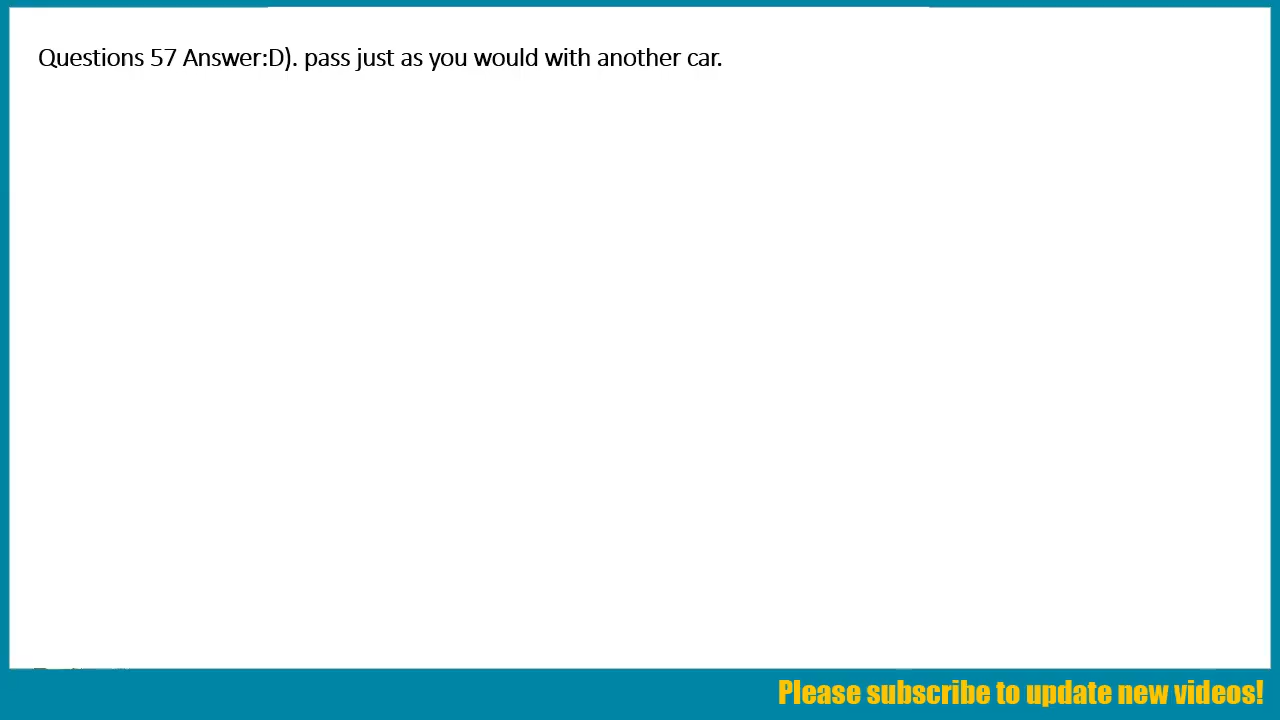 Questions 57 Answer:D). pass just as you would with another car.
Please subscribe to update new videos!